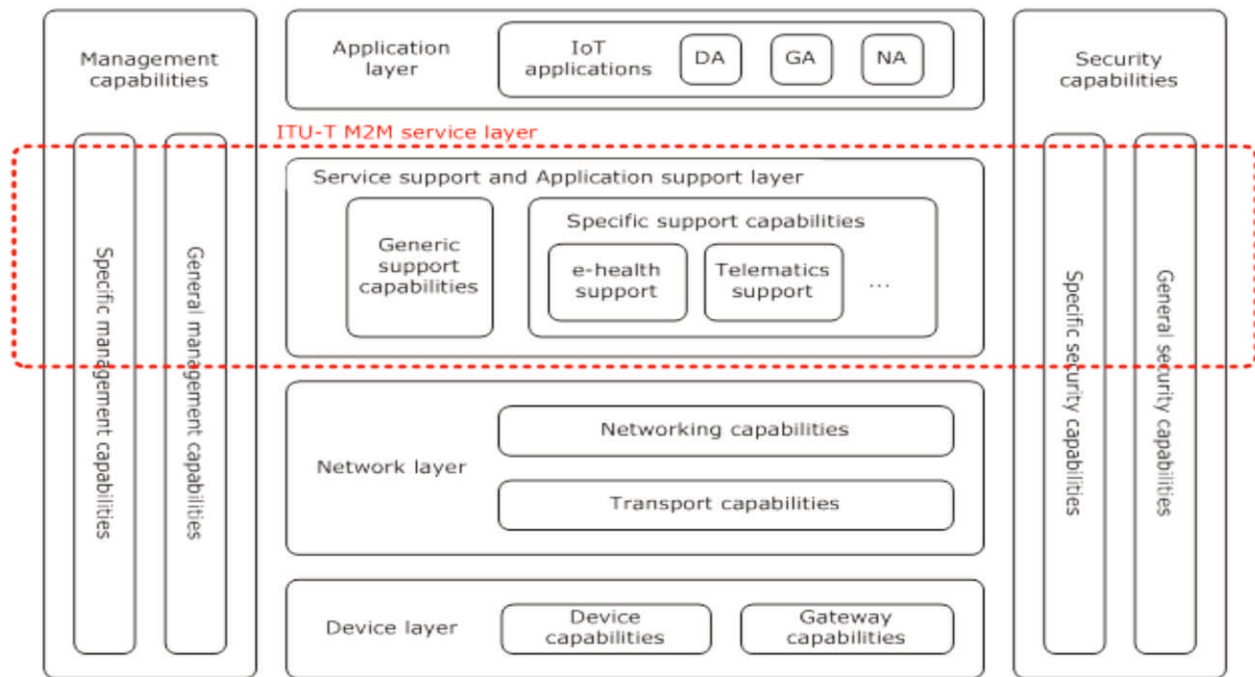 Management
capabilities
Specific management capabilities
General management capabilities
Application
layer
IoT
applications
DA
GA
NA
ITU-T M2M service layer
Service support and Application support layer
Generic
support
capabilities
Specific support capabilities
e-health
support
Telematics
support
...
Network layer
Networking capabilities
Transport capabilities
Device layer
Device
capabilities
Gateway
capabilities
Security
capabilities
Specific security capabilities
General security capabilities